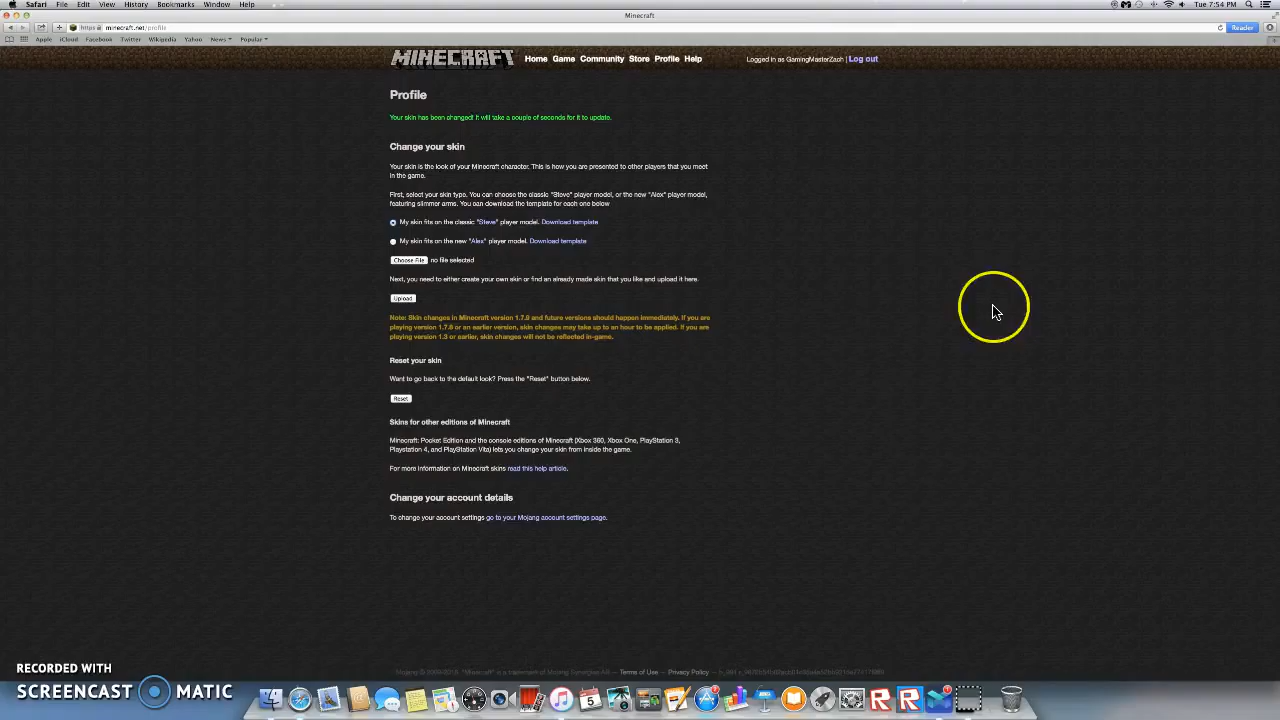 Safari File Edit View History Bookmarks Window Help
Tue 7:54 PM
Minecraft
https minecraft.net/profile
Reader
Apple iCloud Facebook Twitter Wikipedia Yahoo News Popular
MINECRAFT
Home Game Community Store Profile Help
Logged in as GamingMasterZach | Log out
Profile
Your skin has been changed! It will take a couple of seconds for it to update.
Change your skin
Your skin is the look of your Minecraft character. This is how you are presented to other players that you meet
in the game.
First, select your skin type. You can choose the classic "Steve" player model, or the new "Alex" player model,
featuring slimmer arms. You can download the template for each one below
My skin fits on the classic "Steve" player model. Download template
My skin fits on the new "Alex" player model. Download template
Choose File no file selected
Next, you need to either create your own skin or find an already made skin that you like and upload it here.
Upload
Note: Skin changes in Minecraft version 1.7.9 and future versions should happen immediately. If you are
playing version 1.7.8 or an earlier version, skin changes may take up to an hour to be applied. If you are
playing version 1.3 or earlier, skin changes will not be reflected in-game.
Reset your skin
Want to go back to the default look? Press the "Reset" button below.
Reset
Skins for other editions of Minecraft
Minecraft: Pocket Edition and the console editions of Minecraft (Xbox 360, Xbox One, PlayStation 3,
Playstation 4, and PlayStation Vita) lets you change your skin from inside the game.
For more information on Minecraft skins read this help article.
Change your account details
To change your account settings go to your Mojang account settings page.
"Minecraft" is a trademark of Mojang Synergies AB — Terms of Use — Privacy Policy —
RECORDED WITH
SCREENCAST MATIC
5